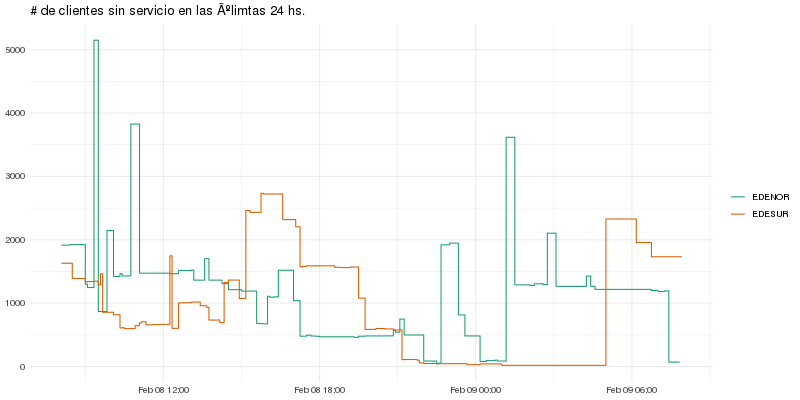 # de clientes sin servicio en las Ãºlimtas 24 hs.
5000
4000
3000
2000
1000
0
Feb 08 12:00
Feb 08 18:00
Feb 09 00:00
Feb 09 06:00
EDENOR
EDESUR